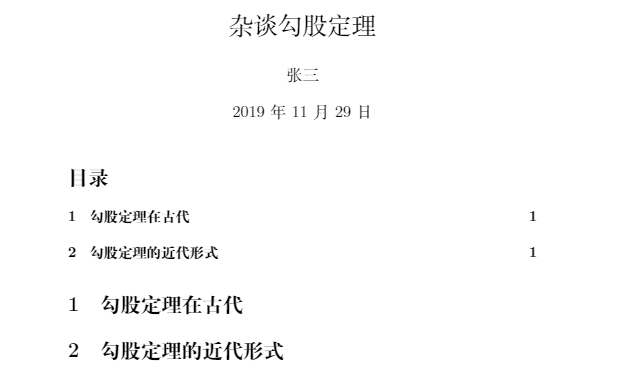 杂谈勾股定理
张三
2019 年 11 月 29 日
目录
1 勾股定理在古代 1
2 勾股定理的近代形式 1
1 勾股定理在古代
2 勾股定理的近代形式